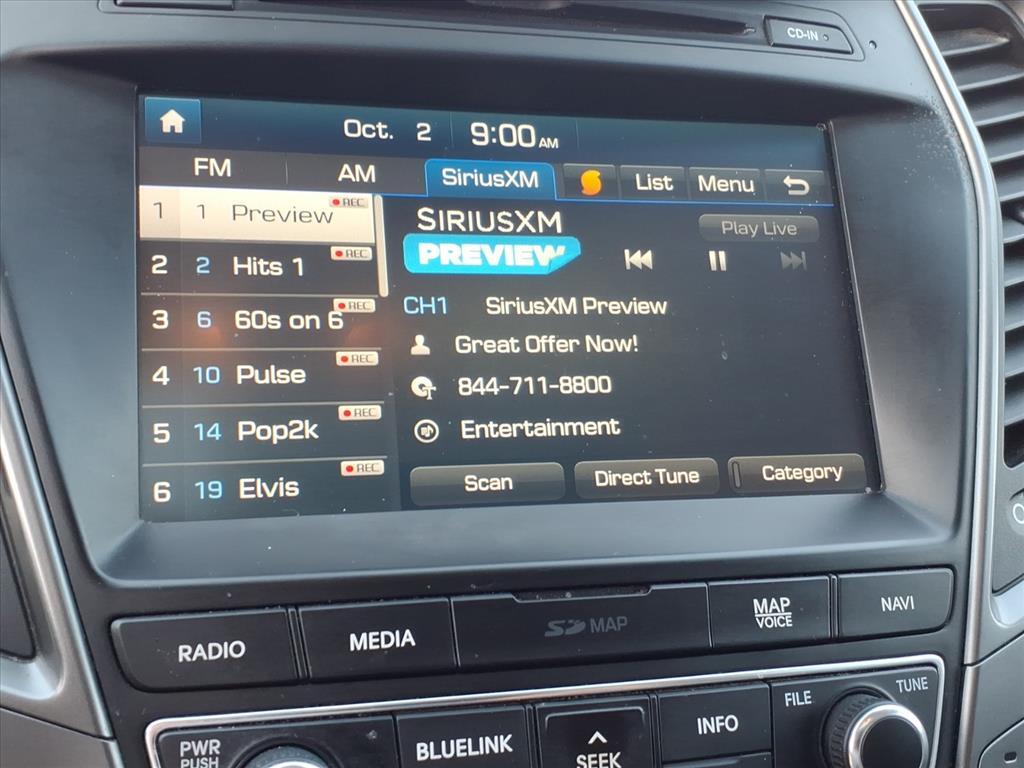 CD-IN
Oct. 2 9:00 AM
FM AM SiriusXM List Menu
1 1 Preview REC
2 2 Hits 1 REC
3 6 60s on 6 REC
4 10 Pulse REC
5 14 Pop2k REC
6 19 Elvis REC
SIRIUSXM
PREVIEW
Play Live
CH1 SiriusXM Preview
Great Offer Now!
844-711-8800
Entertainment
Scan Direct Tune Category
RADIO MEDIA SD MAP MAP VOICE NAVI
PWR
PUSH
BLUELINK
SEEK
INFO
FILE
TUNE